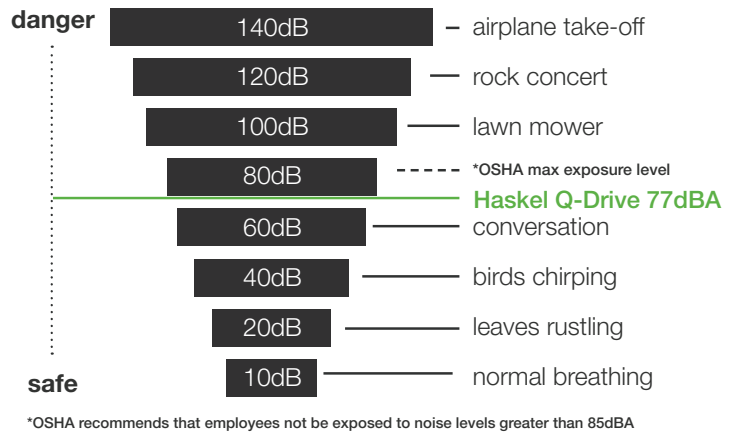 danger
140dB
airplane take-off
120dB
rock concert
100dB
lawn mower
80dB
*OSHA max exposure level
Haskel Q-Drive 77dBA
60dB
conversation
40dB
birds chirping
20dB
leaves rustling
safe
10dB
normal breathing
*OSHA recommends that employees not be exposed to noise levels greater than 85dBA